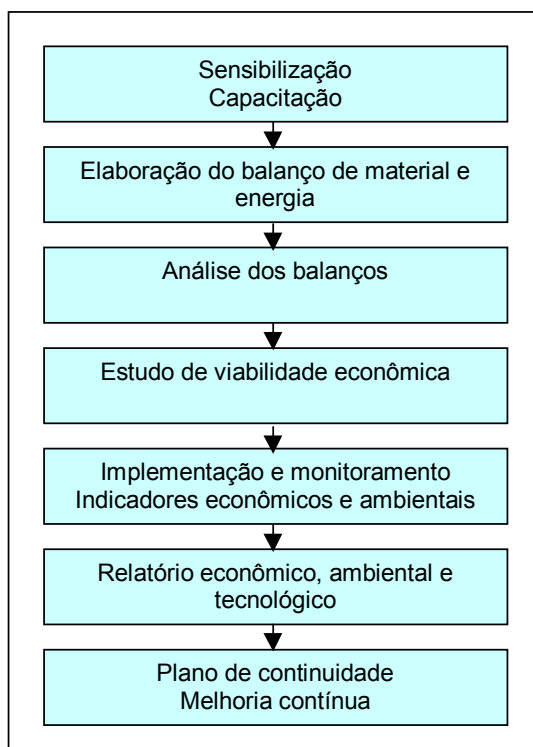 Sensibilização
Capacitação
Elaboração do balanço de material e
energia
Análise dos balanços
Estudo de viabilidade econômica
Implementação e monitoramento
Indicadores econômicos e ambientais
Relatório econômico, ambiental e
tecnológico
Plano de continuidade
Melhoria contínua